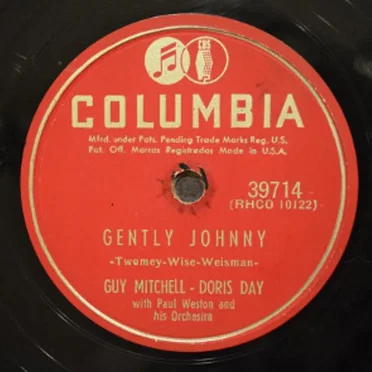 CBS
COLUMBIA
Mfrd. under Pats. Pending Trade Marks Reg. U.S.
Pat. Off. Marcas Registradas Made in U.S.A.
39714
(RHCO 10122)
GENTLY JOHNNY
-Twomey-Wise-Weisman-
GUY MITCHELL - DORIS DAY
with Paul Weston and
his Orchestra